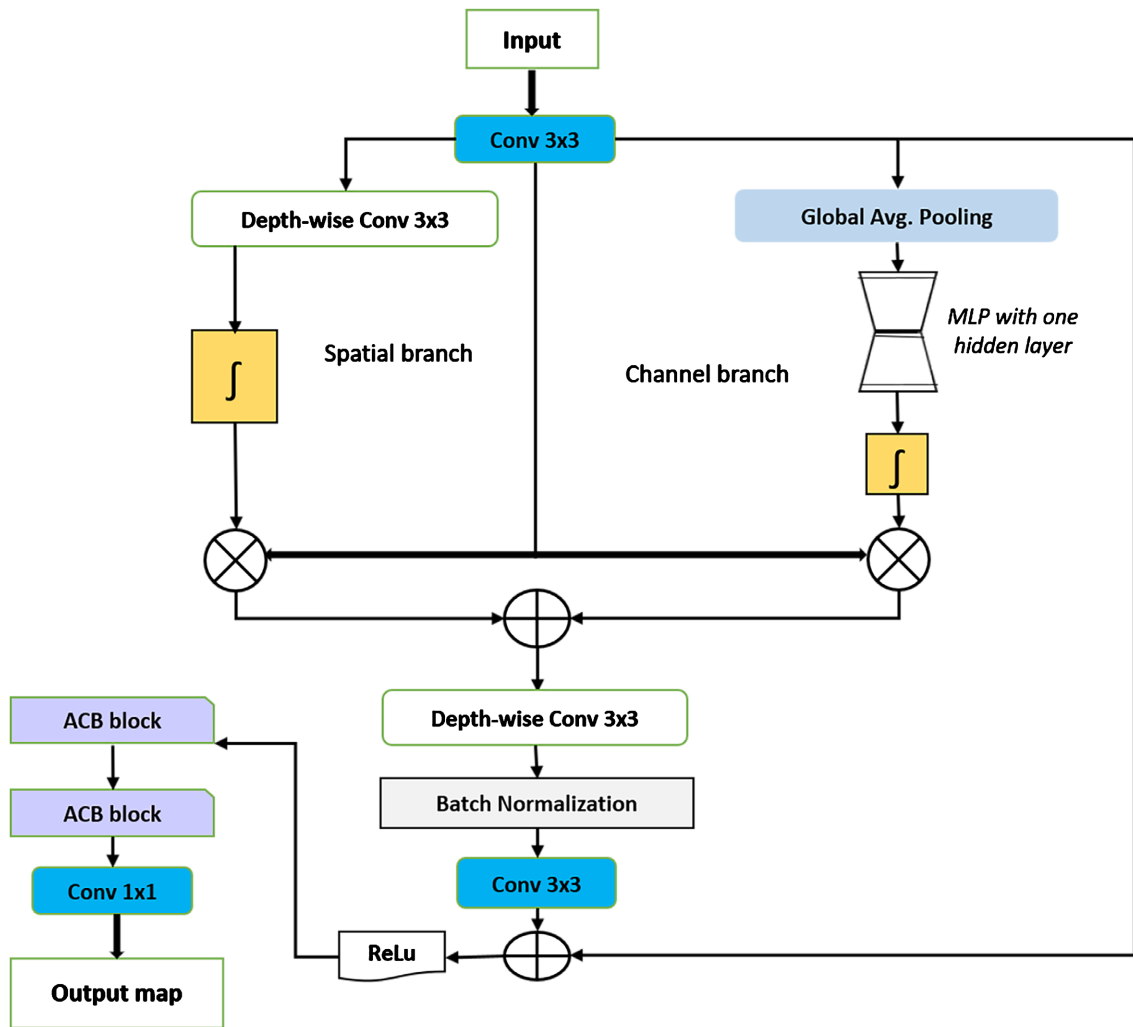 Input
Conv 3x3
Depth-wise Conv 3x3
Global Avg. Pooling
MLP with one
hidden layer
Spatial branch
Channel branch
∫
∫
Depth-wise Conv 3x3
ACB block
Batch Normalization
ACB block
Conv 3x3
Conv 1x1
ReLu
Output map